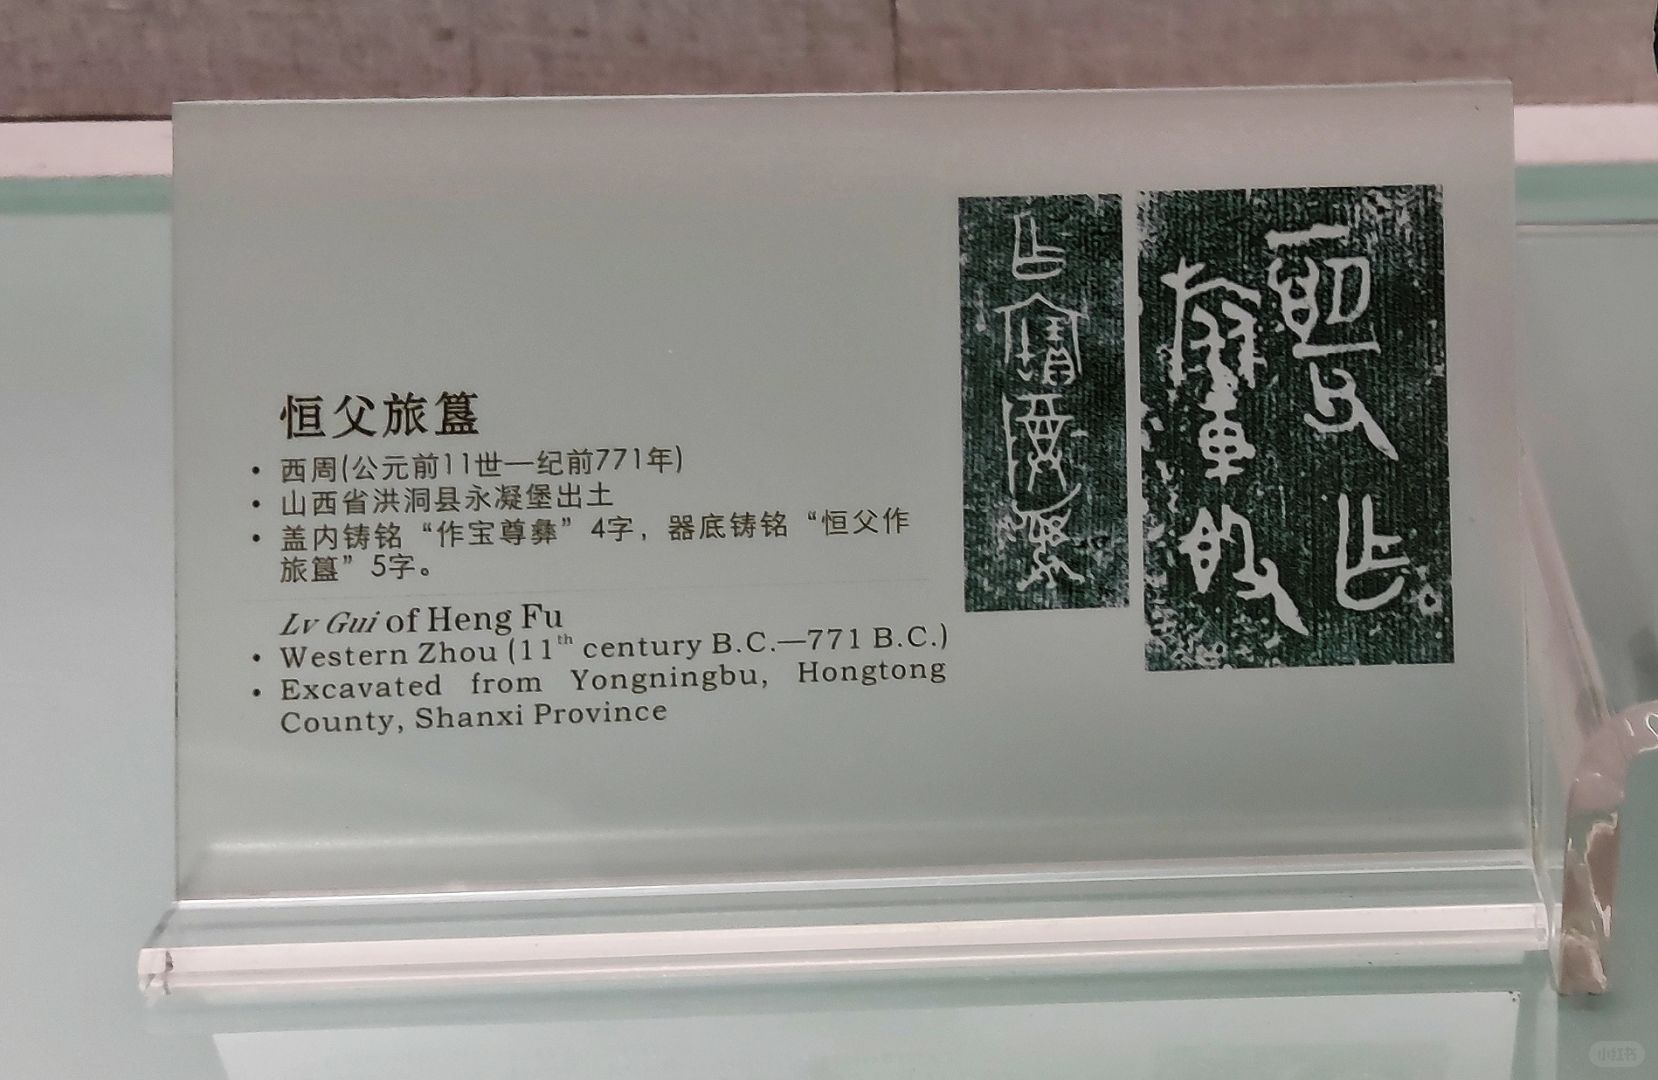 恒父旅簋
• 西周(公元前11世—纪前771年)
• 山西省洪洞县永凝堡出土
• 盖内铸铭“作宝尊彝”4字，器底铸铭“恒父作
旅簋”5字。
Lv Gui of Heng Fu
• Western Zhou (11th century B.C.—771 B.C.)
• Excavated from Yongningbu, Hongtong
County, Shanxi Province
小红书